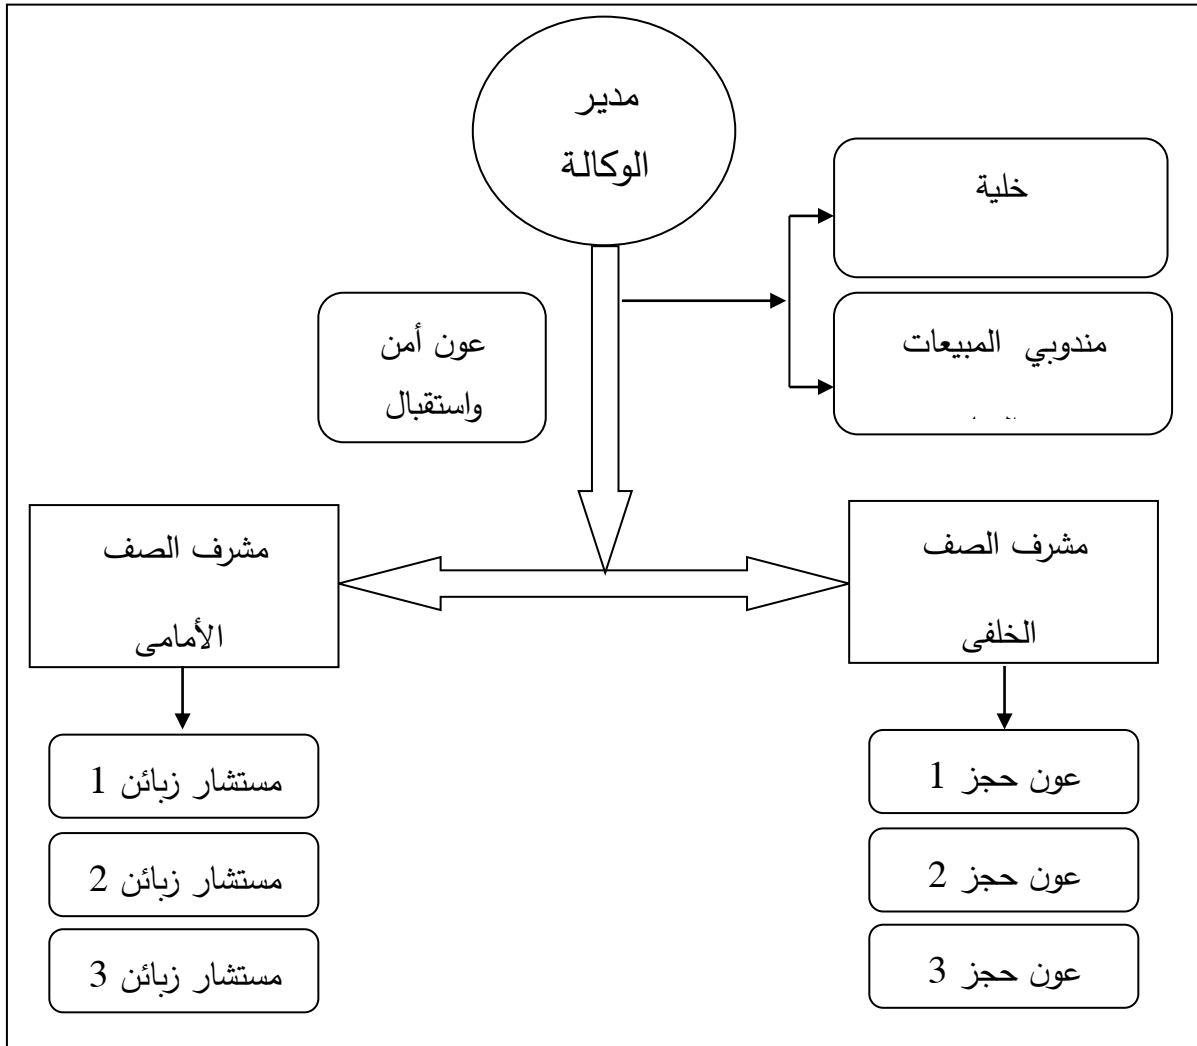 مدير
الوكالة
خلية
عون أمن
واستقبال
مندوبي المبيعات
مشرف الصف
الأمامى
مشرف الصف
الخلفى
مستشار زبائن 1
عون حجز 1
مستشار زبائن 2
عون حجز 2
مستشار زبائن 3
عون حجز 3